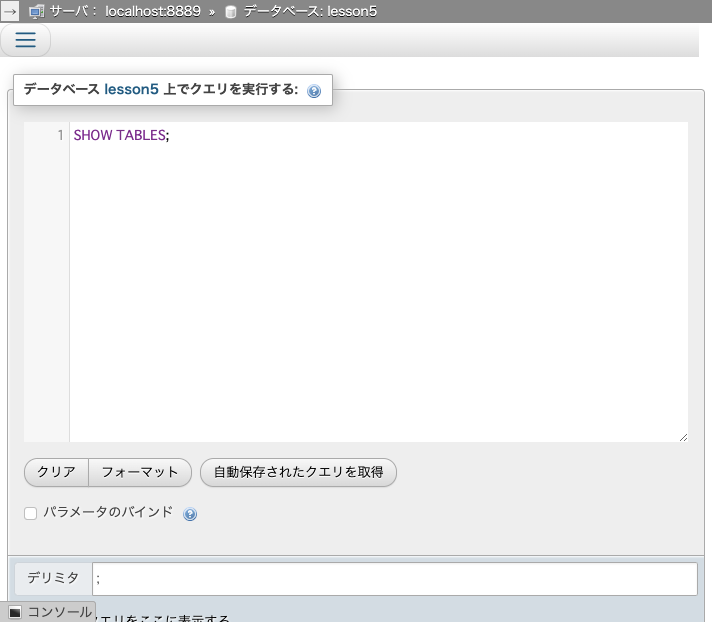 → サーバ: localhost:8889 » データベース: lesson5
データベース lesson5 上でクエリを実行する:
1 SHOW TABLES;
クリア フォーマット 自動保存されたクエリを取得
パラメータのバインド
デリミタ ;
コンソール クエリをここに表示する